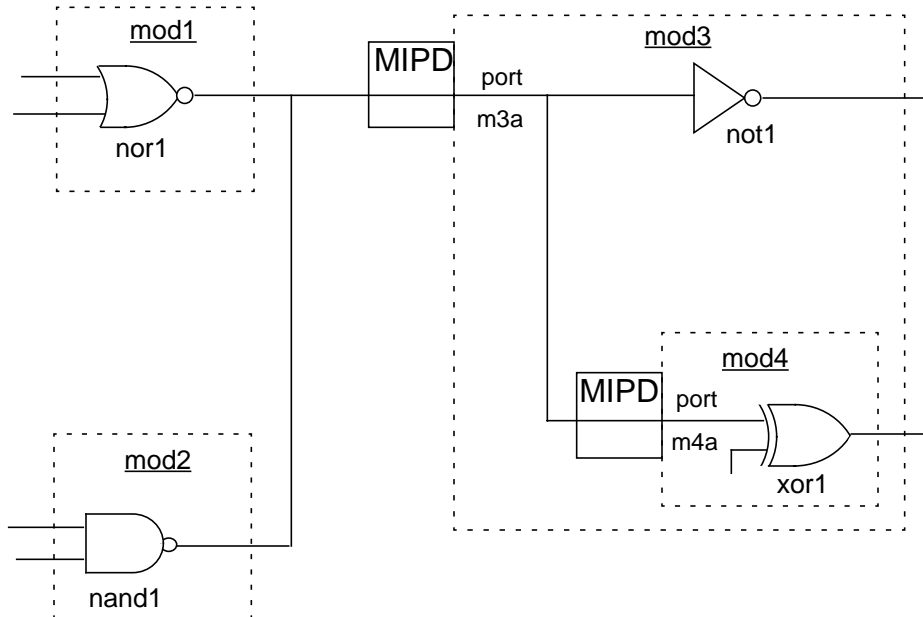 mod1
nor1
MIPD
port
m3a
mod3
not1
MIPD
port
m4a
mod4
xor1
mod2
nand1